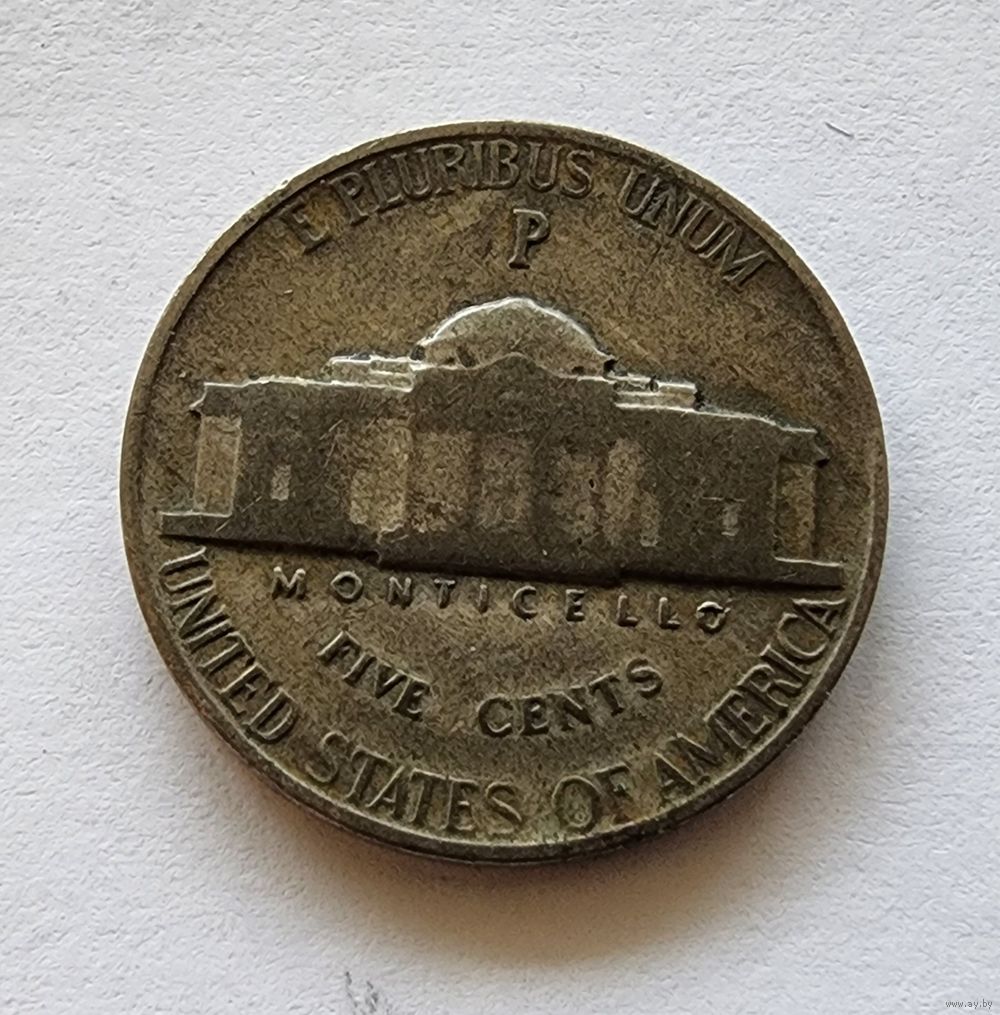 E PLURIBUS UNUM
P
MONTICELLO
FIVE CENTS
UNITED STATES OF AMERICA
www.ay.by